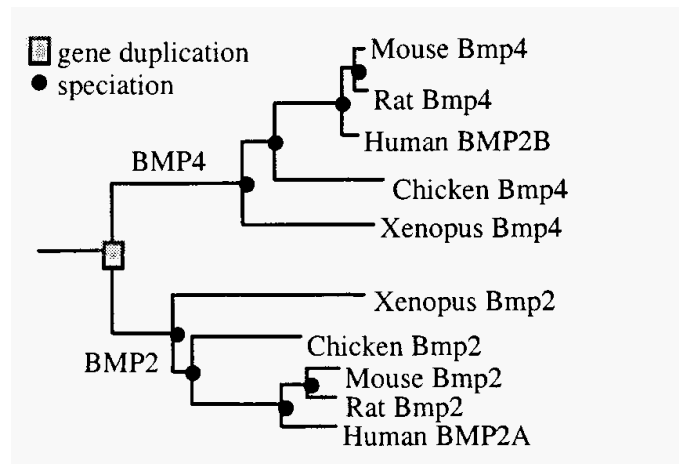 gene duplication
speciation
Mouse Bmp4
Rat Bmp4
Human BMP2B
BMP4
Chicken Bmp4
Xenopus Bmp4
Xenopus Bmp2
Chicken Bmp2
BMP2
Mouse Bmp2
Rat Bmp2
Human BMP2A